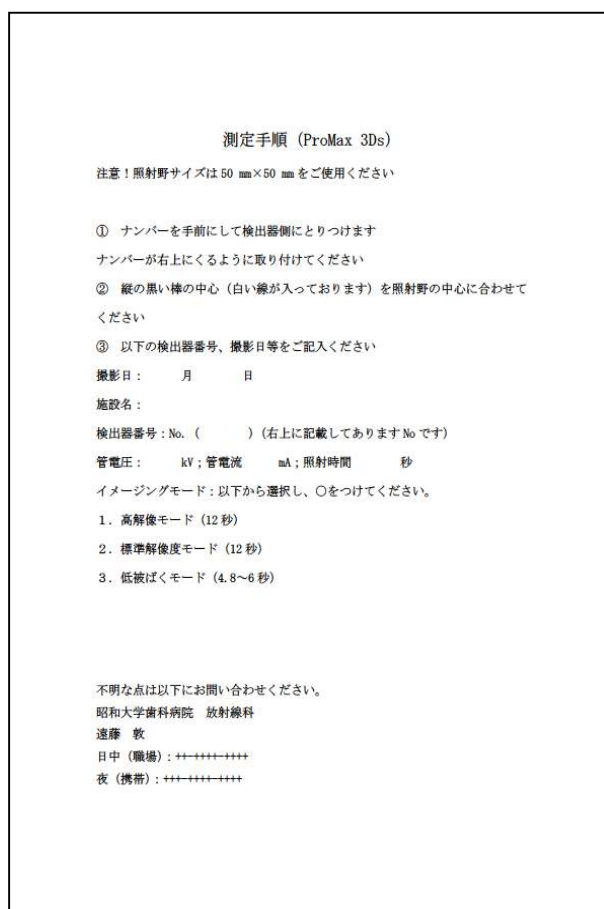 測定手順 (ProMax 3Ds)
注意！照射野サイズは 50 mm×50 mm をご使用ください
① ナンバーを手前にして検出器側にとりつけます
ナンバーが右上にくるように取り付けてください
② 縦の黒い棒の中心（白い線が入っております）を照射野の中心に合わせて
ください
③ 以下の検出器番号、撮影日等をご記入ください
撮影日：　　月　　　日
施設名：
検出器番号：No. (　　　) (右上に記載してあります No です)
管電圧：　　kV；管電流　　mA；照射時間　　秒
イメージングモード：以下から選択し、○をつけてください。
１．高解像モード (12 秒)
２．標準解像度モード (12 秒)
３．低被ばくモード (4.8～6 秒)
不明な点は以下にお問い合わせください。
昭和大学歯科病院　放射線科
遠藤　敦
日中（職場）：++-++++-++++
夜（携帯）：+++-++++-++++